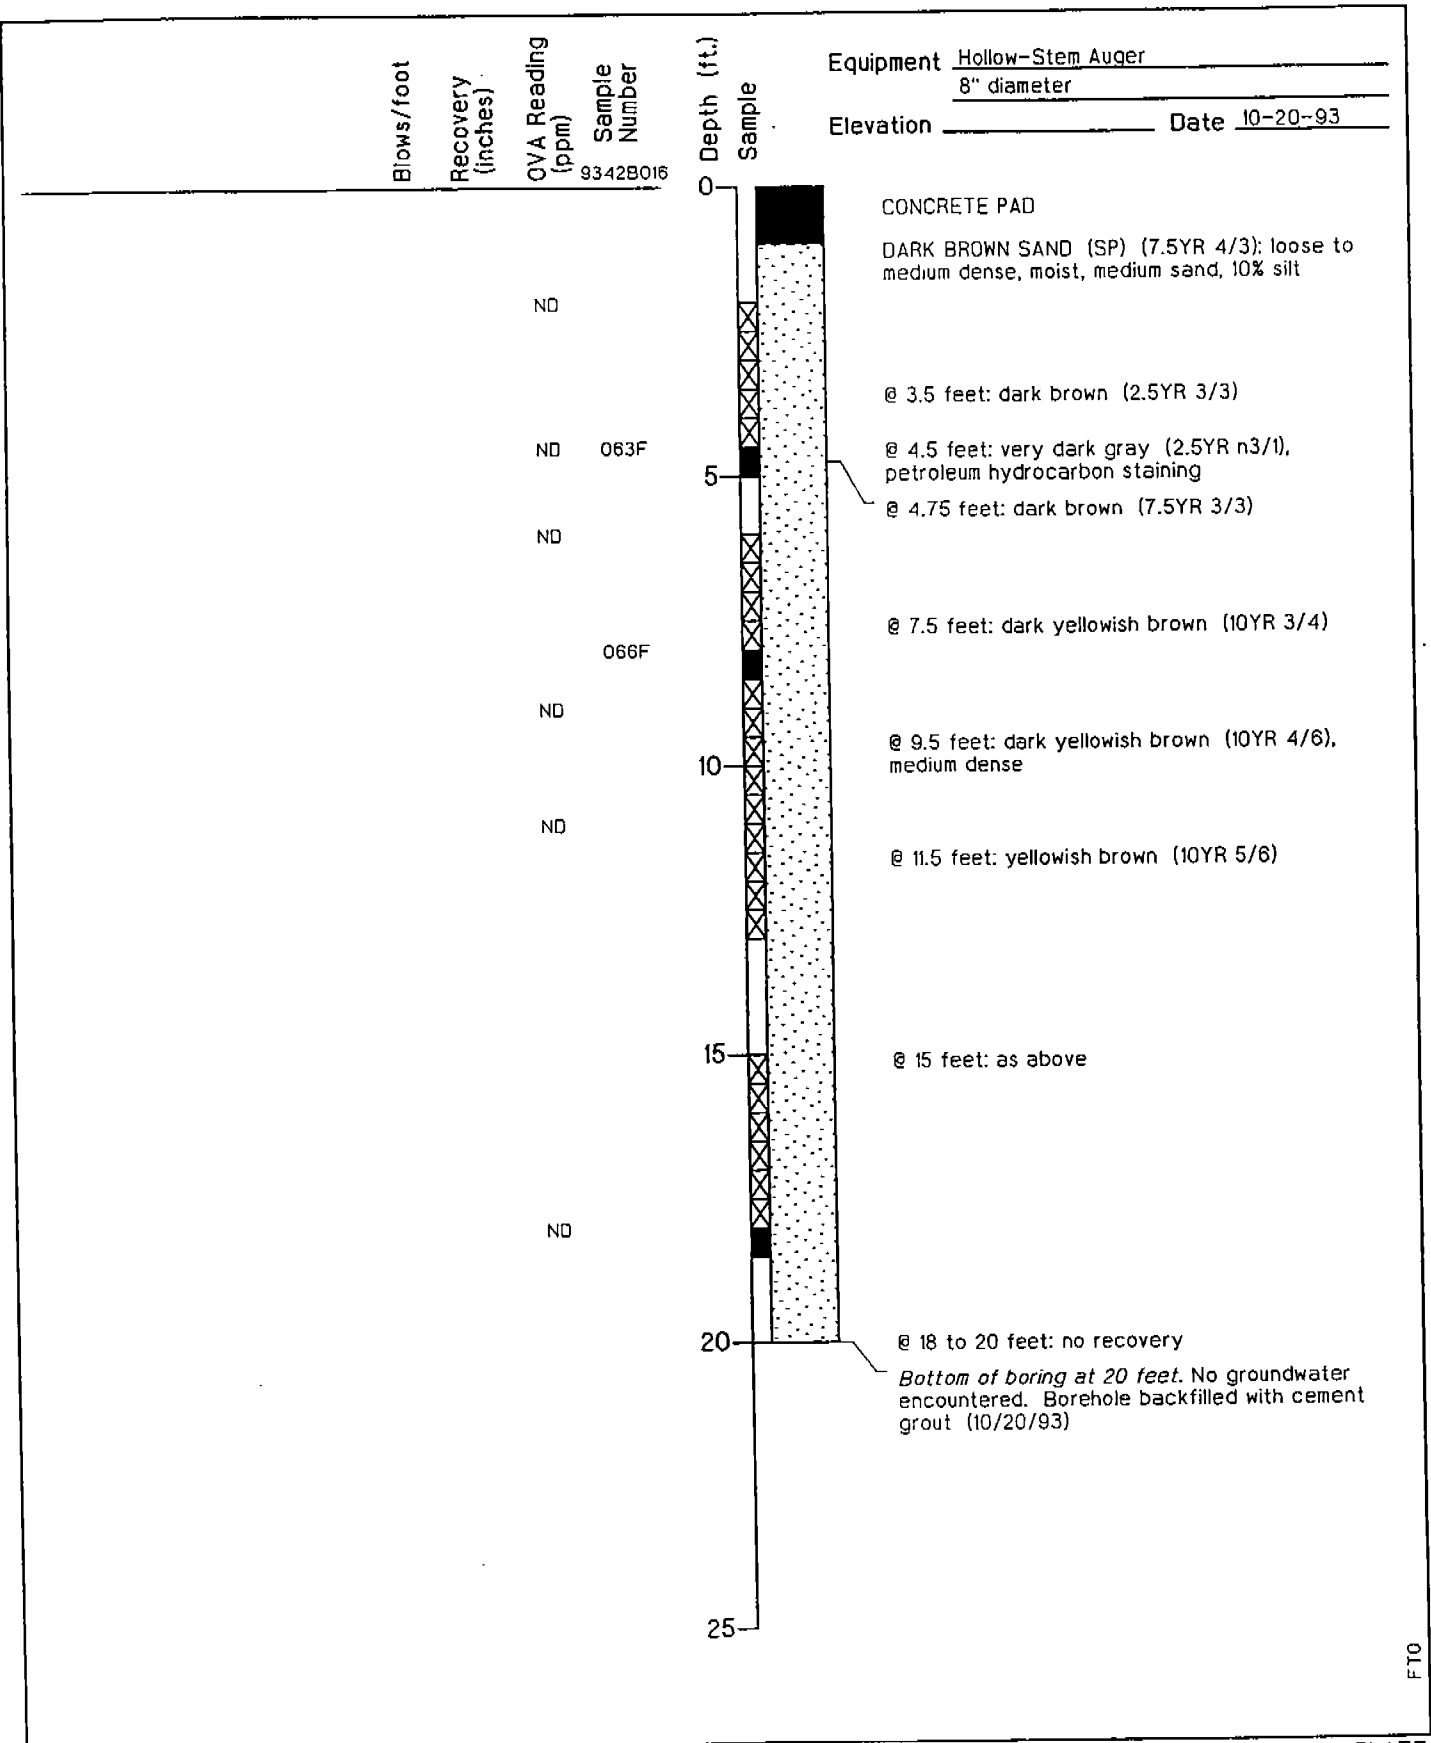 Blows/foot
Recovery
(inches)
OVA Reading
(ppm)
Sample
Number
9342B016
Depth (ft.)
Sample
Equipment Hollow-Stem Auger
8" diameter
Elevation Date 10-20-93
0
CONCRETE PAD
DARK BROWN SAND (SP) (7.5YR 4/3): loose to
medium dense, moist, medium sand, 10% silt
ND
@ 3.5 feet: dark brown (2.5YR 3/3)
ND 063F
@ 4.5 feet: very dark gray (2.5YR n3/1),
petroleum hydrocarbon staining
5
@ 4.75 feet: dark brown (7.5YR 3/3)
ND
@ 7.5 feet: dark yellowish brown (10YR 3/4)
066F
ND
@ 9.5 feet: dark yellowish brown (10YR 4/6),
medium dense
10
ND
@ 11.5 feet: yellowish brown (10YR 5/6)
15
@ 15 feet: as above
ND
20
@ 18 to 20 feet: no recovery
Bottom of boring at 20 feet. No groundwater
encountered. Borehole backfilled with cement
grout (10/20/93)
25
FTO